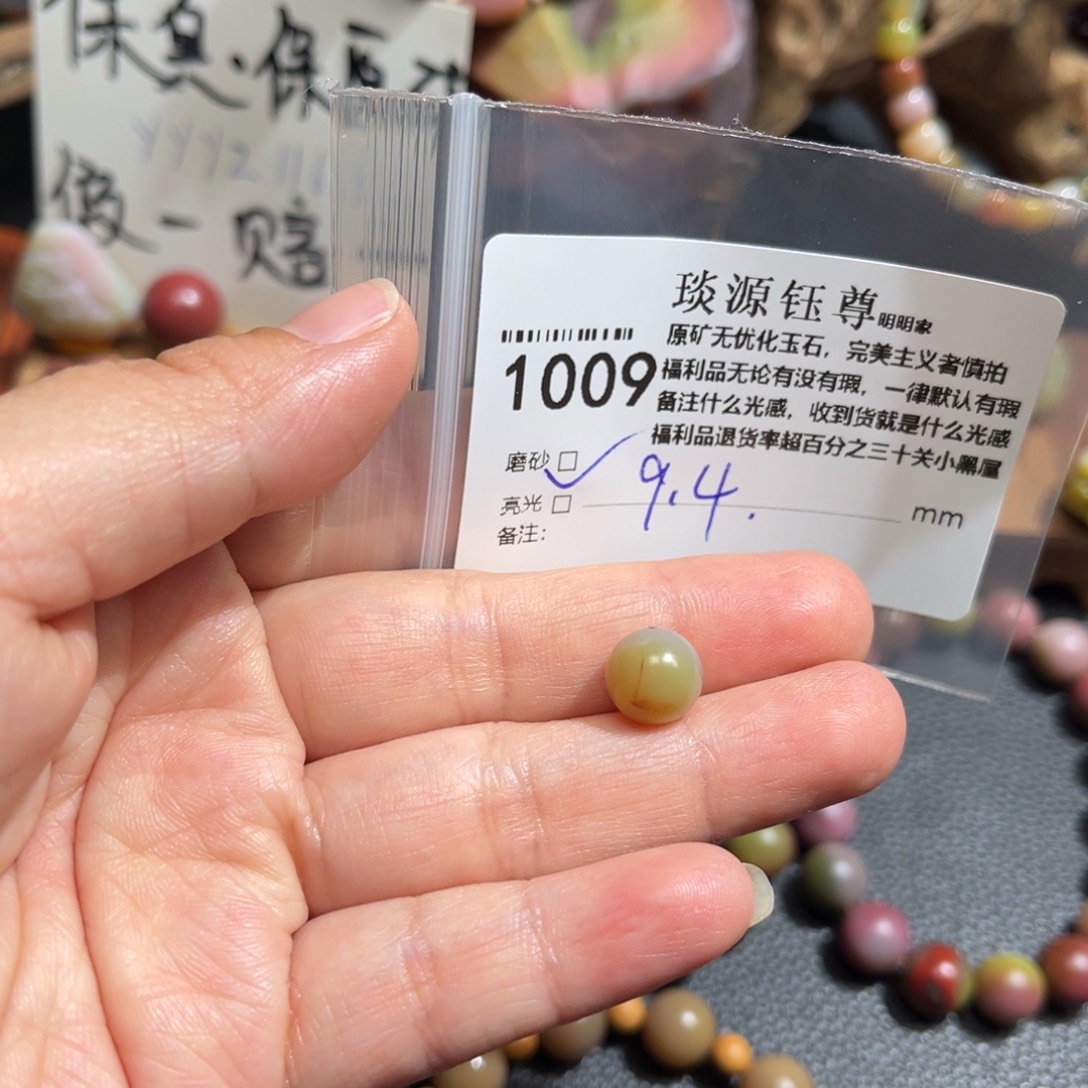 保真·保原矿
假一赔
琰源钰尊明明家
原矿无优化玉石，完美主义者慎拍
1009
福利品无论有没有瑕，一律默认有瑕
备注什么光感，收到货就是什么光感
福利品退货率超百分之三十关小黑屋
磨砂 □ ✓
亮光 □ 9.4. mm
备注：